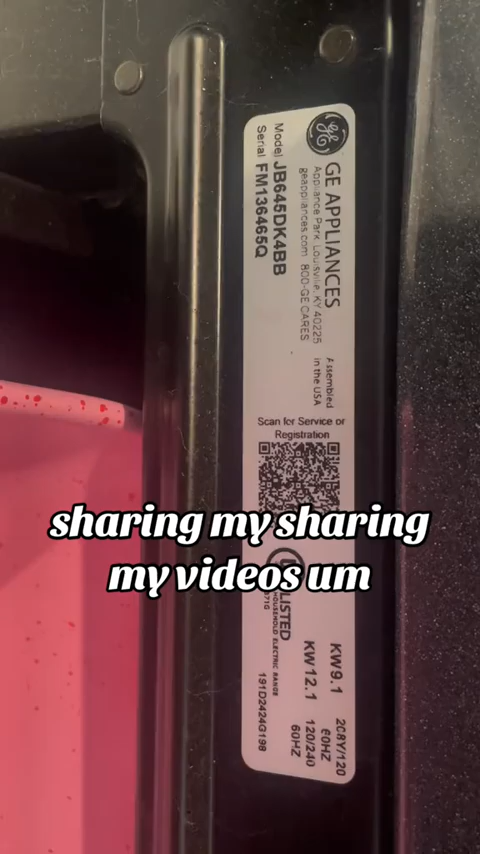 GE APPLIANCES
Appliance Park, Louisville, KY 40225
geappliances.com 800-GE CARES
Model JB645DK4BB
Serial FM136465Q
Assembled
in the USA
Scan for Service or
Registration
sharing my sharing
my videos um
LISTED
HOUSEHOLD ELECTRIC RANGE
191D2424G198
KW9.1 208Y/120
60HZ
KW12.1 120/240
60HZ